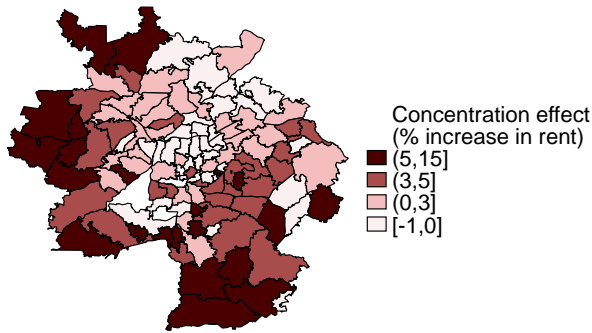 Concentration effect
(% increase in rent)
(5,15]
(3,5]
(0,3]
[-1,0]